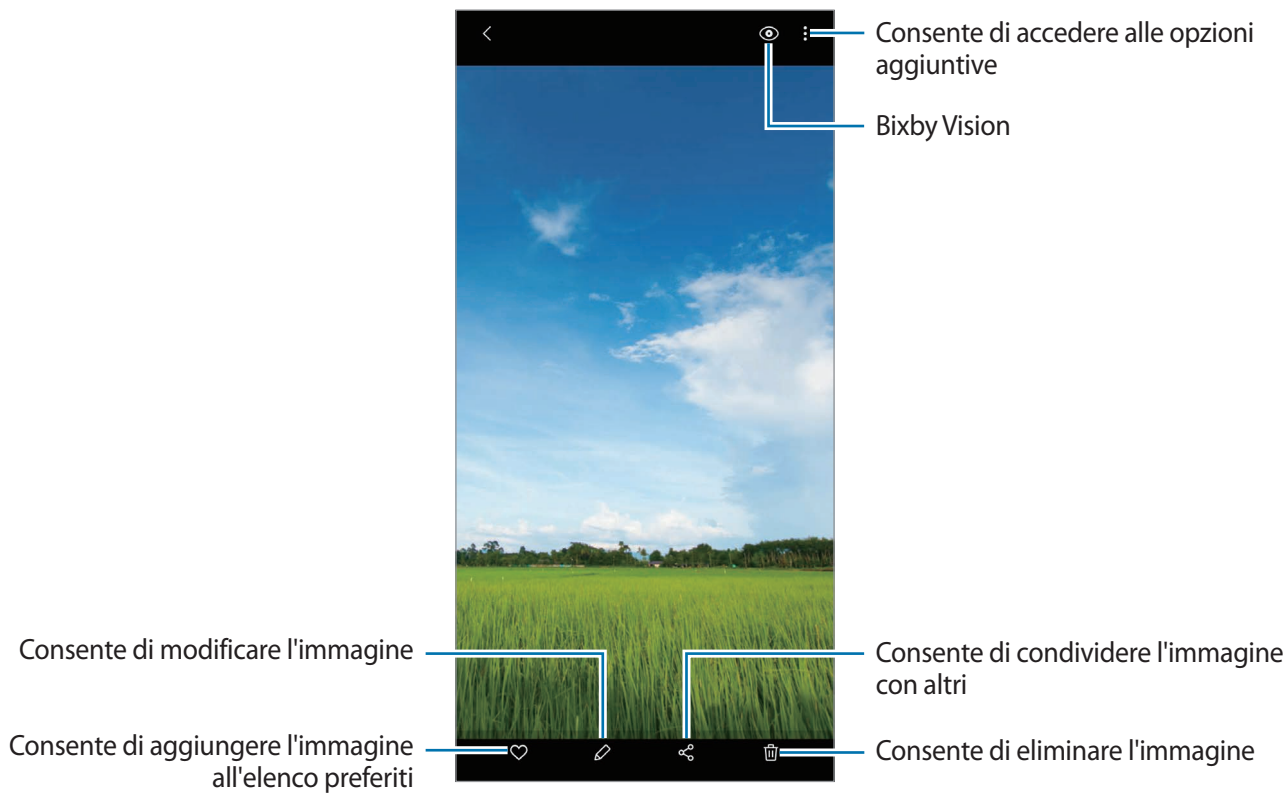 Consente di accedere alle opzioni
aggiuntive
Bixby Vision
Consente di modificare l'immagine
Consente di condividere l'immagine
con altri
Consente di aggiungere l'immagine
all'elenco preferiti
Consente di eliminare l'immagine